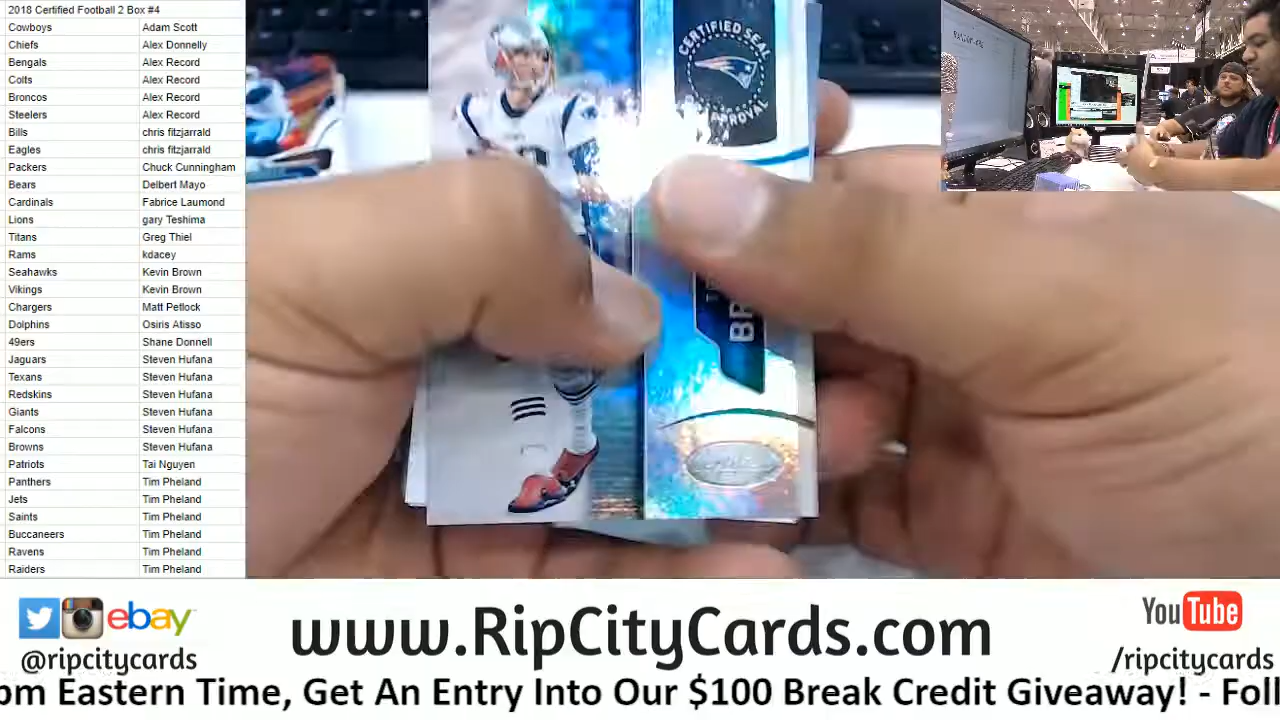 2018 Certified Football 2 Box #4
Cowboys Adam Scott
Chiefs Alex Donnelly
Bengals Alex Record
Colts Alex Record
Broncos Alex Record
Steelers Alex Record
Bills chris fitzjarrald
Eagles chris fitzjarrald
Packers Chuck Cunningham
Bears Delbert Mayo
Cardinals Fabrice Laumond
Lions gary Teshima
Titans Greg Thiel
Rams kdacey
Seahawks Kevin Brown
Vikings Kevin Brown
Chargers Matt Petlock
Dolphins Osiris Atisso
49ers Shane Donnell
Jaguars Steven Hufana
Texans Steven Hufana
Redskins Steven Hufana
Giants Steven Hufana
Falcons Steven Hufana
Browns Steven Hufana
Patriots Tai Nguyen
Panthers Tim Pheland
Jets Tim Pheland
Saints Tim Pheland
Buccaneers Tim Pheland
Ravens Tim Pheland
Raiders Tim Pheland
CERTIFIED SEAL
APPROVAL
BR
ebay
@ripcitycards
www.RipCityCards.com
YouTube
/ripcitycards
pm Eastern Time, Get An Entry Into Our $100 Break Credit Giveaway! - Foll